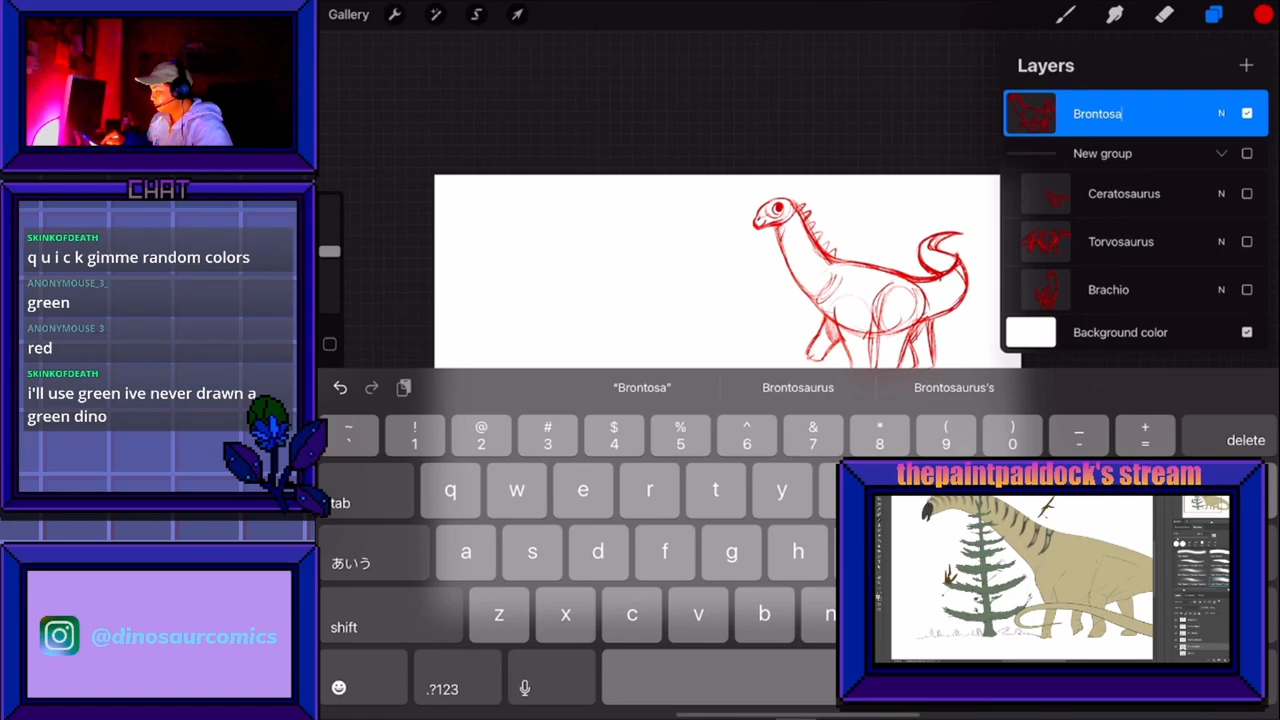 Gallery
Layers
Brontosa
N
New group
Ceratosaurus
N
Torvosaurus
N
Brachio
N
Background color
CHAT
SKINKOFDEATH
q u i c k gimme random colors
ANONYMOUSE_3_
green
ANONYMOUSE_3_
red
SKINKOFDEATH
i'll use green ive never drawn a
green dino
@dinosaurcomics
“Brontosa”
Brontosaurus
Brontosaurus's
~ ! @ # $ % ^ & * ( ) _ +
` 1 2 3 4 5 6 7 8 9 0 - = delete
tab q w e r t y
あいう a s d f g h
shift z x c v b n
.?123
thepaintpaddock's stream